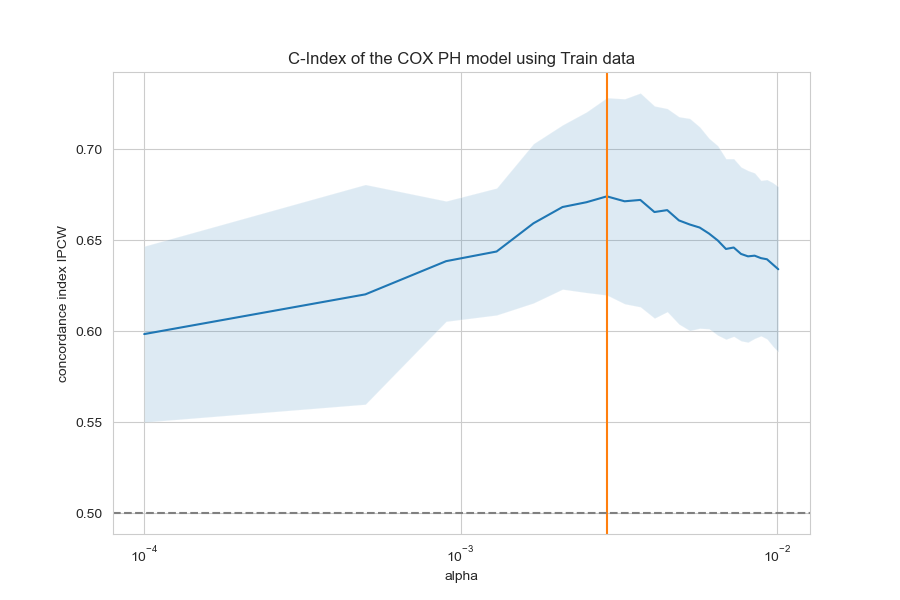 C-Index of the COX PH model using Train data
concordance index IPCW
0.70
0.65
0.60
0.55
0.50
10⁻⁴
10⁻³
10⁻²
alpha